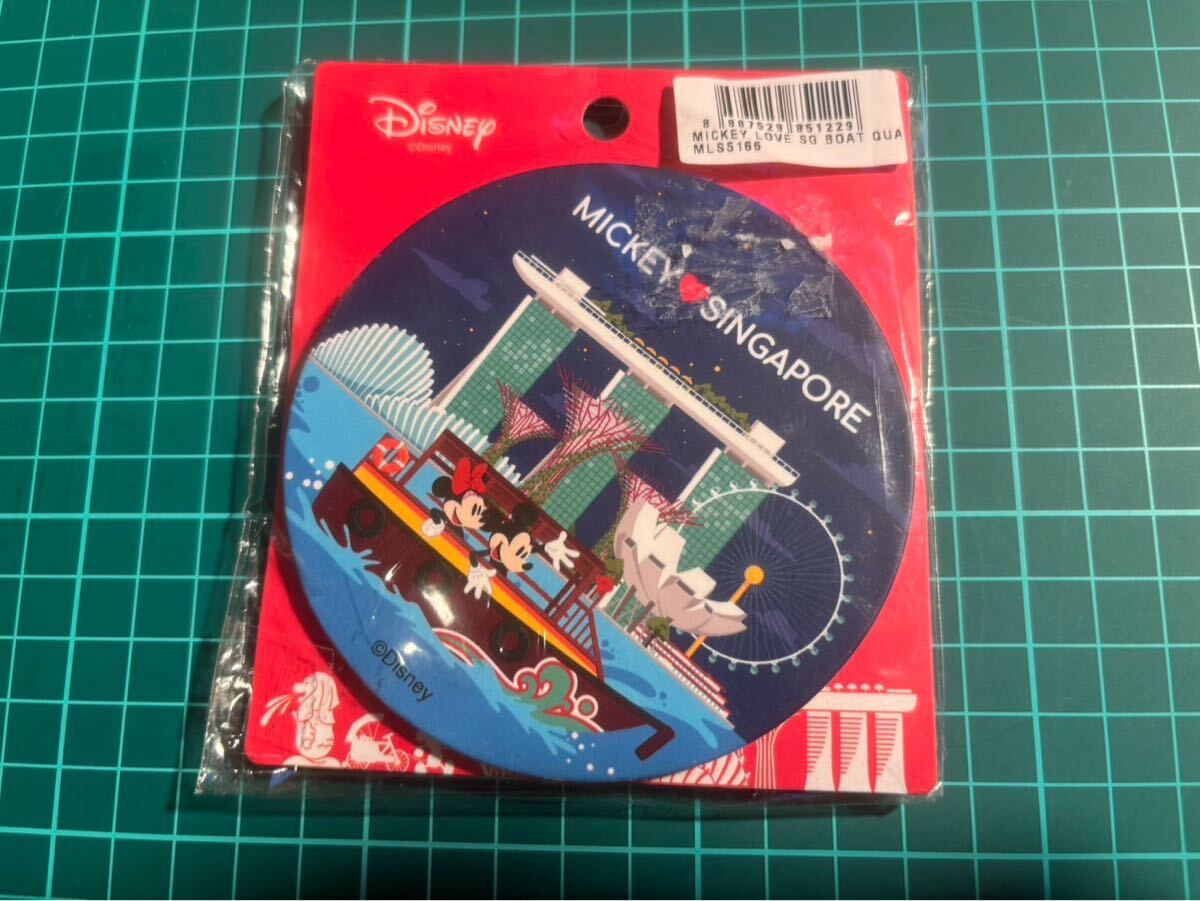 Disney
©Disney
8 887529 851229
MICKEY LOVE SG BOAT QUA
MLS5166
MICKEY SINGAPORE
©Disney